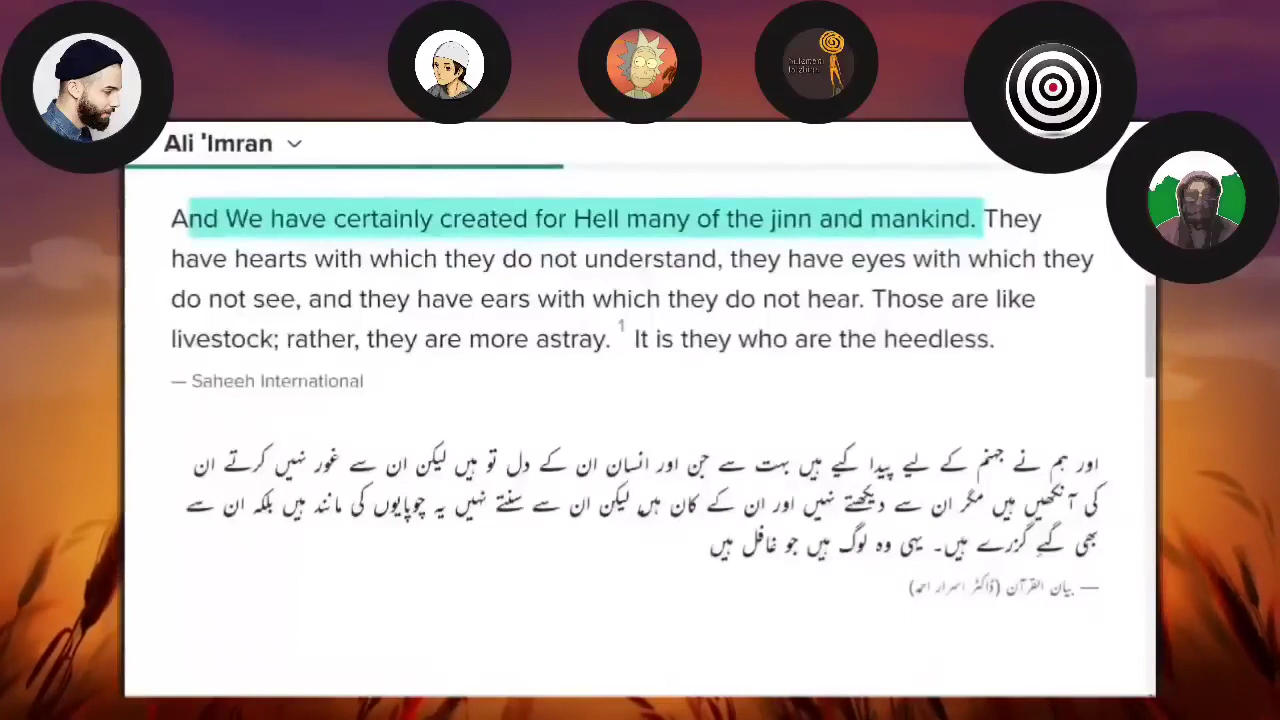 Ali 'Imran
And We have certainly created for Hell many of the jinn and mankind. They
have hearts with which they do not understand, they have eyes with which they
do not see, and they have ears with which they do not hear. Those are like
livestock; rather, they are more astray. 1 It is they who are the heedless.
— Saheeh International
اور ہم نے جہنم کے لیے پیدا کیے ہیں بہت سے جن اور انسان ان کے دل تو ہیں لیکن ان سے غور نہیں کرتے ان
کی آنکھیں ہیں مگر ان سے دیکھتے نہیں اور ان کے کان ہیں لیکن ان سے سنتے نہیں یہ چوپایوں کی مانند ہیں بلکہ ان سے
بھی گئے گزرے ہیں۔ یہی وہ لوگ ہیں جو غافل ہیں
— بیان القرآن (ڈاکٹر اسرار احمد)